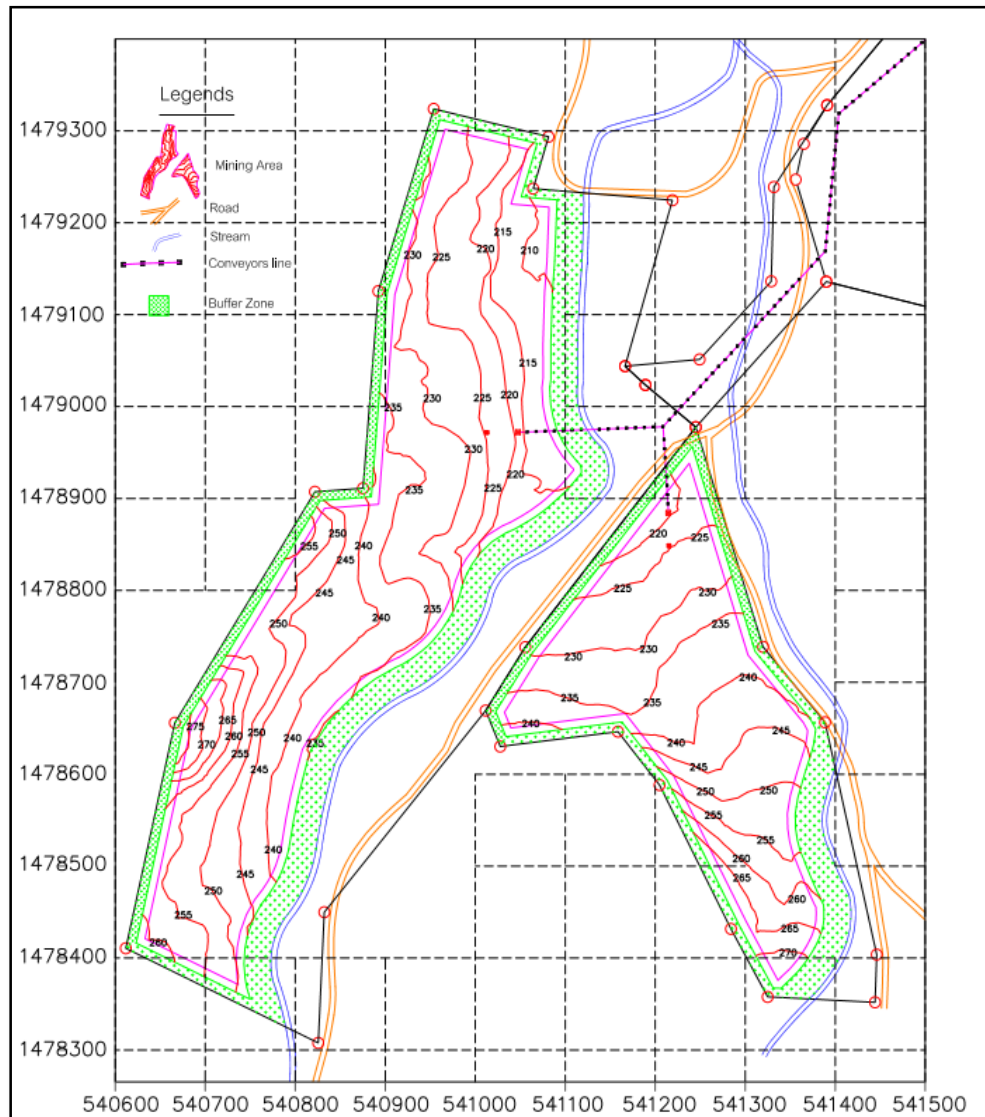 Legends
Mining Area
Road
Stream
Conveyors line
Buffer Zone
1479300
1479200
1479100
1479000
1478900
1478800
1478700
1478600
1478500
1478400
1478300
540600 540700 540800 540900 541000 541100 541200 541300 541400 541500
215
230 225 220 210
215
235 230 225 220
230
235 225 220
250 240
255 245
220 225
245
225 230
250 240 235 235
230 230
275 265
270 260 250 240 235
255
245
235 235 240
240
240 245
245
250 250
255 255
240
245
250
255
260
260
265
260
265
270